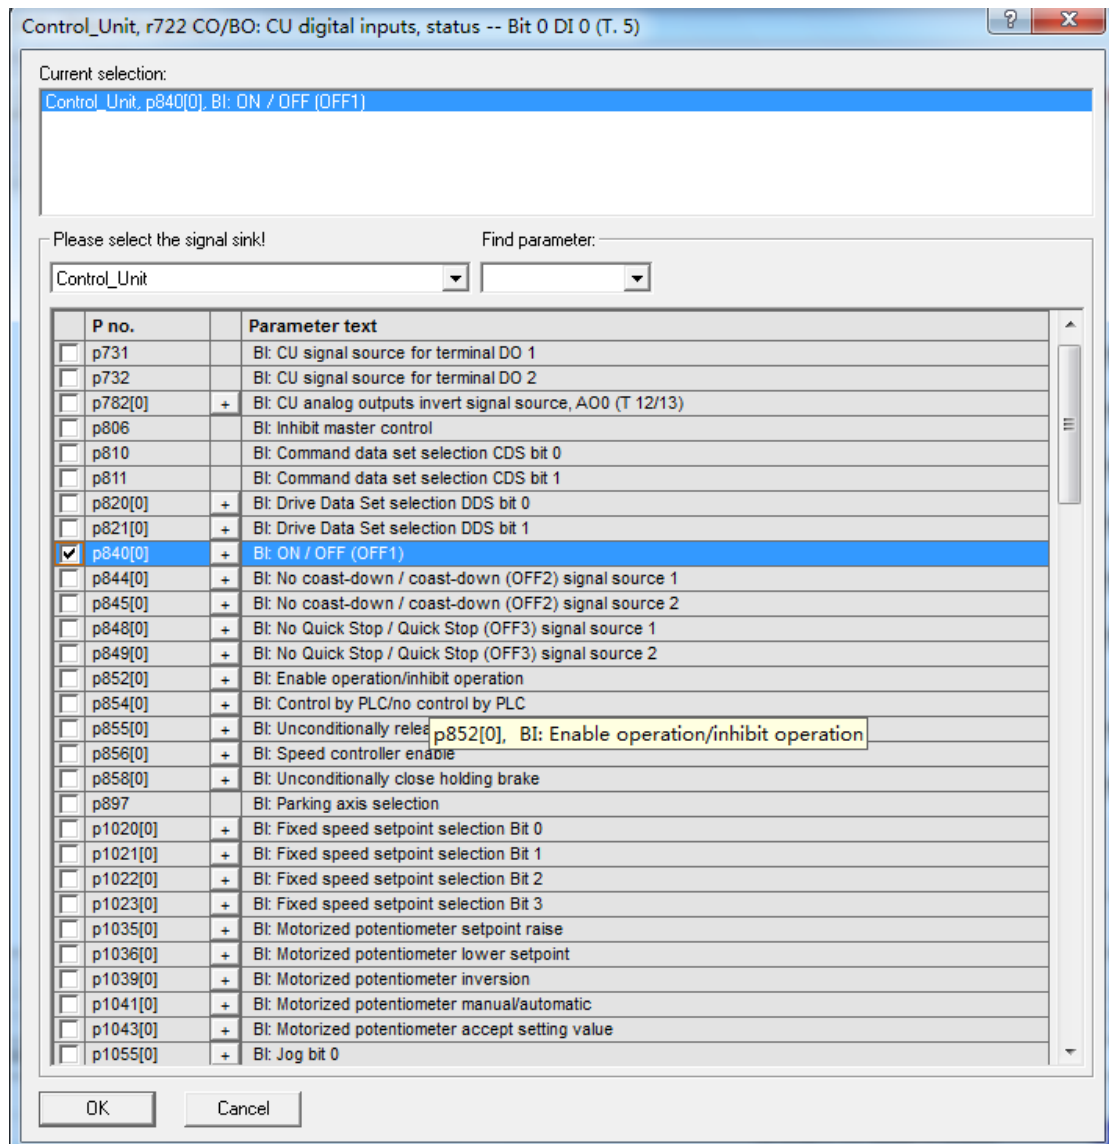 Control_Unit, r722 CO/BO: CU digital inputs, status -- Bit 0 DI 0 (T. 5)
Current selection:
Control_Unit, p840[0], BI: ON / OFF (OFF1)
Please select the signal sink! Find parameter:
Control_Unit
P no. Parameter text
p731 BI: CU signal source for terminal DO 1
p732 BI: CU signal source for terminal DO 2
p782[0] + BI: CU analog outputs invert signal source, AO0 (T 12/13)
p806 BI: Inhibit master control
p810 BI: Command data set selection CDS bit 0
p811 BI: Command data set selection CDS bit 1
p820[0] + BI: Drive Data Set selection DDS bit 0
p821[0] + BI: Drive Data Set selection DDS bit 1
p840[0] + BI: ON / OFF (OFF1)
p844[0] + BI: No coast-down / coast-down (OFF2) signal source 1
p845[0] + BI: No coast-down / coast-down (OFF2) signal source 2
p848[0] + BI: No Quick Stop / Quick Stop (OFF3) signal source 1
p849[0] + BI: No Quick Stop / Quick Stop (OFF3) signal source 2
p852[0] + BI: Enable operation/inhibit operation
p854[0] + BI: Control by PLC/no control by PLC
p855[0] + BI: Unconditionally relea
p852[0], BI: Enable operation/inhibit operation
p856[0] + BI: Speed controller enable
p858[0] + BI: Unconditionally close holding brake
p897 BI: Parking axis selection
p1020[0] + BI: Fixed speed setpoint selection Bit 0
p1021[0] + BI: Fixed speed setpoint selection Bit 1
p1022[0] + BI: Fixed speed setpoint selection Bit 2
p1023[0] + BI: Fixed speed setpoint selection Bit 3
p1035[0] + BI: Motorized potentiometer setpoint raise
p1036[0] + BI: Motorized potentiometer lower setpoint
p1039[0] + BI: Motorized potentiometer inversion
p1041[0] + BI: Motorized potentiometer manual/automatic
p1043[0] + BI: Motorized potentiometer accept setting value
p1055[0] + BI: Jog bit 0
OK Cancel